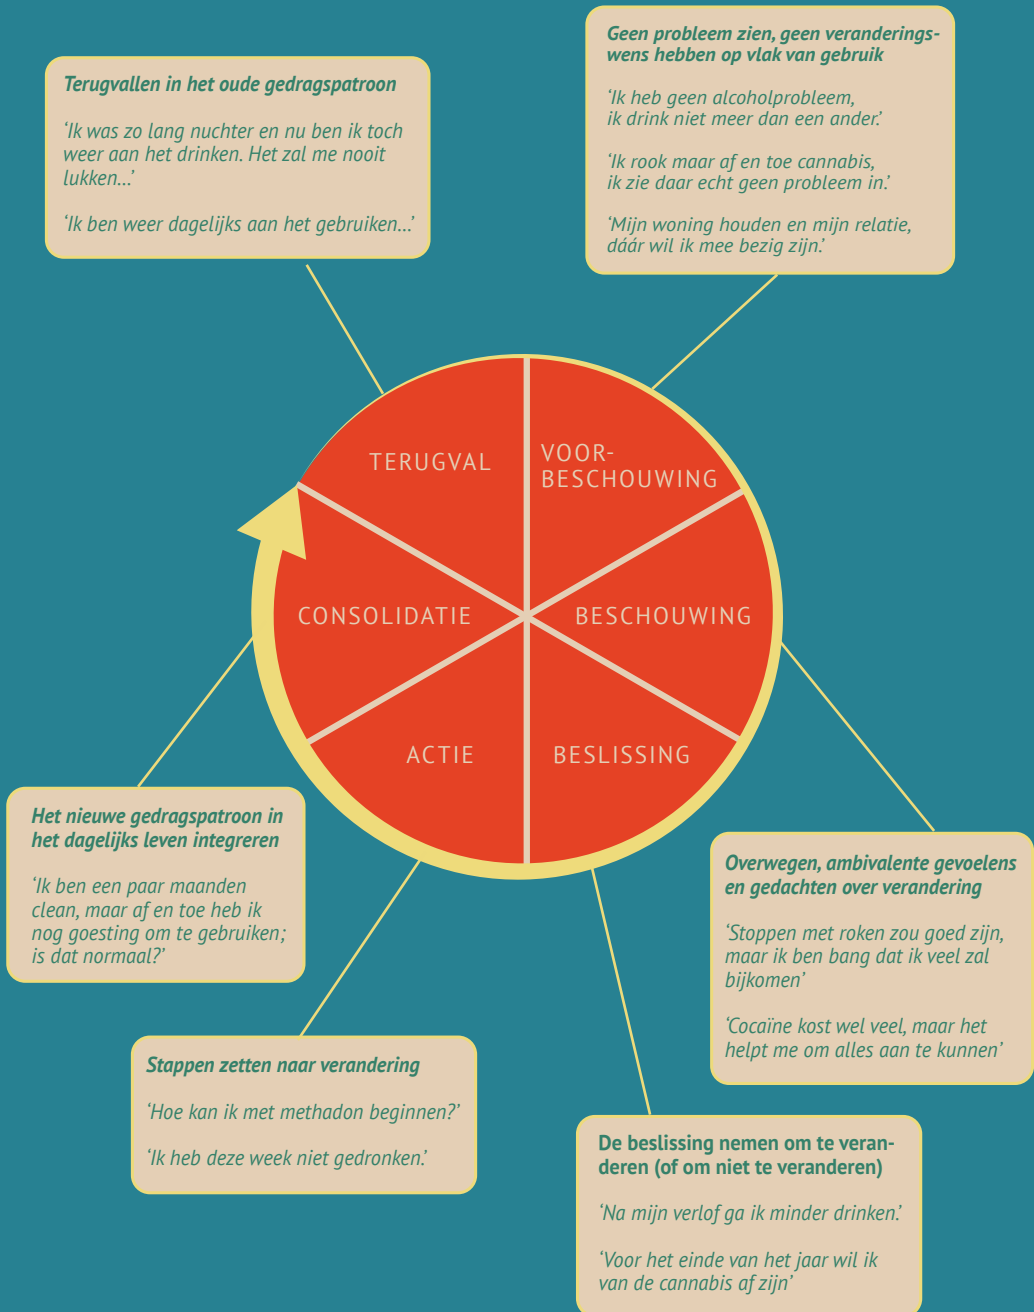 Terugvallen in het oude gedragspatroon
‘Ik was zo lang nuchter en nu ben ik toch
weer aan het drinken. Het zal me nooit
lukken...’
‘Ik ben weer dagelijks aan het gebruiken...’
Geen probleem zien, geen veranderings-
wens hebben op vlak van gebruik
‘Ik heb geen alcoholprobleem,
ik drink niet meer dan een ander.’
‘Ik rook maar af en toe cannabis,
ik zie daar echt geen probleem in.’
‘Mijn woning houden en mijn relatie,
dáár wil ik mee bezig zijn.’
TERUGVAL
VOOR-
BESCHOUWING
CONSOLIDATIE
BESCHOUWING
ACTIE
BESLISSING
Het nieuwe gedragspatroon in
het dagelijks leven integreren
‘Ik ben een paar maanden
clean, maar af en toe heb ik
nog goesting om te gebruiken;
is dat normaal?’
Overwegen, ambivalente gevoelens
en gedachten over verandering
‘Stoppen met roken zou goed zijn,
maar ik ben bang dat ik veel zal
bijkomen’
‘Cocaïne kost wel veel, maar het
helpt me om alles aan te kunnen’
Stappen zetten naar verandering
‘Hoe kan ik met methadon beginnen?’
‘Ik heb deze week niet gedronken.’
De beslissing nemen om te veran-
deren (of om niet te veranderen)
‘Na mijn verlof ga ik minder drinken.’
‘Voor het einde van het jaar wil ik
van de cannabis af zijn’